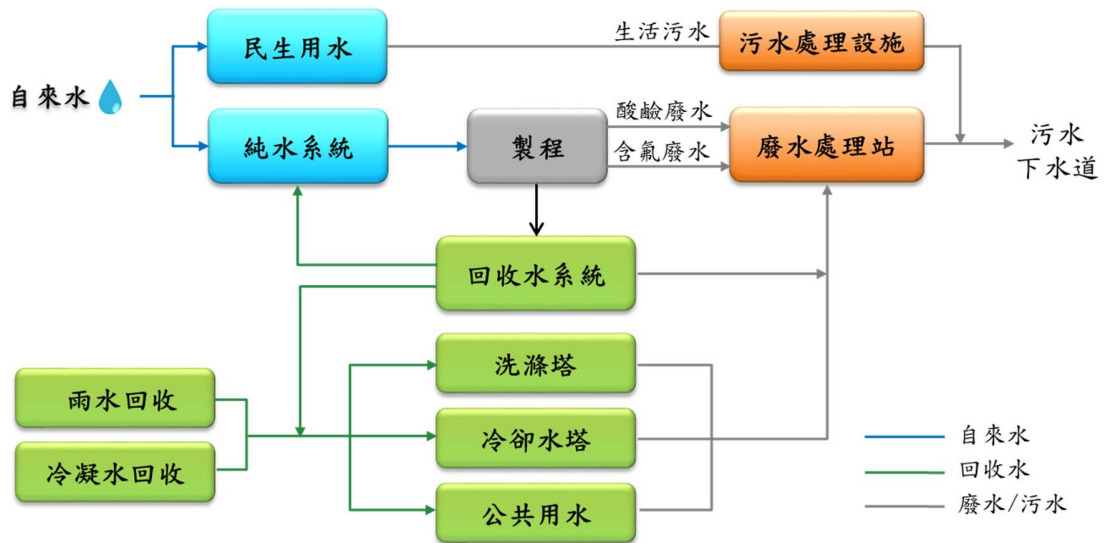 民生用水
生活污水
污水處理設施
自來水
純水系統
製程
酸鹼廢水
含氟廢水
廢水處理站
污水
下水道
回收水系統
洗滌塔
雨水回收
冷卻水塔
冷凝水回收
公共用水
自來水
回收水
廢水/污水